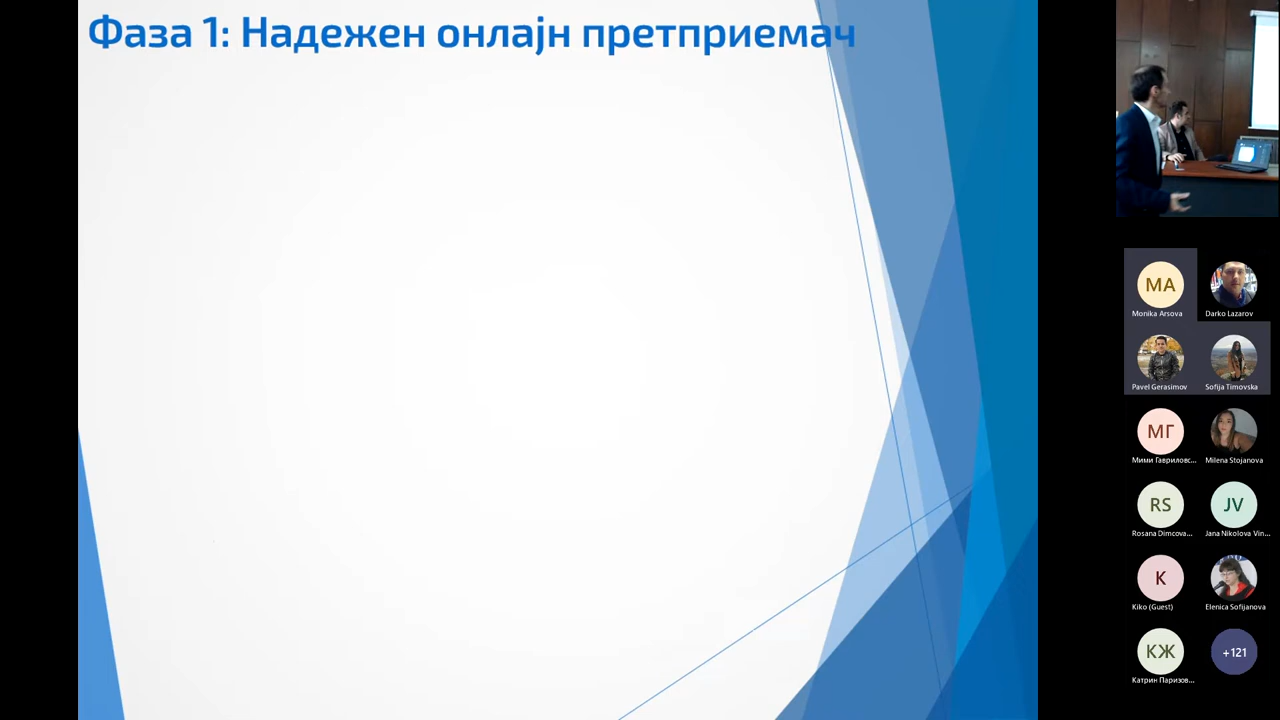 Фаза 1: Надежен онлајн претприемач
MA
Monika Arsova
Darko Lazarov
Pavel Gerasimov
Sofija Timovska
МГ
Мими Гавриловс...
Milena Stojanova
RS
Rosana Dimcova...
JV
Jana Nikolova Vin...
K
Kiko (Guest)
Elenica Sofijanova
КЖ
Катрин Паризов...
+121